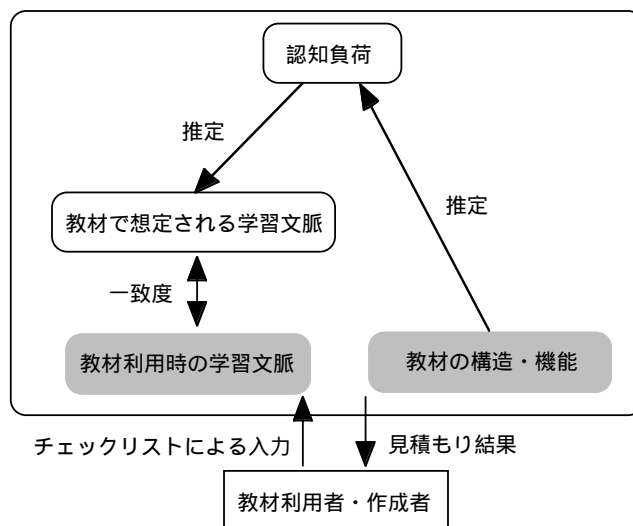 認知負荷
推定
教材で想定される学習文脈
推定
一致度
教材利用時の学習文脈
教材の構造・機能
チェックリストによる入力
見積もり結果
教材利用者・作成者